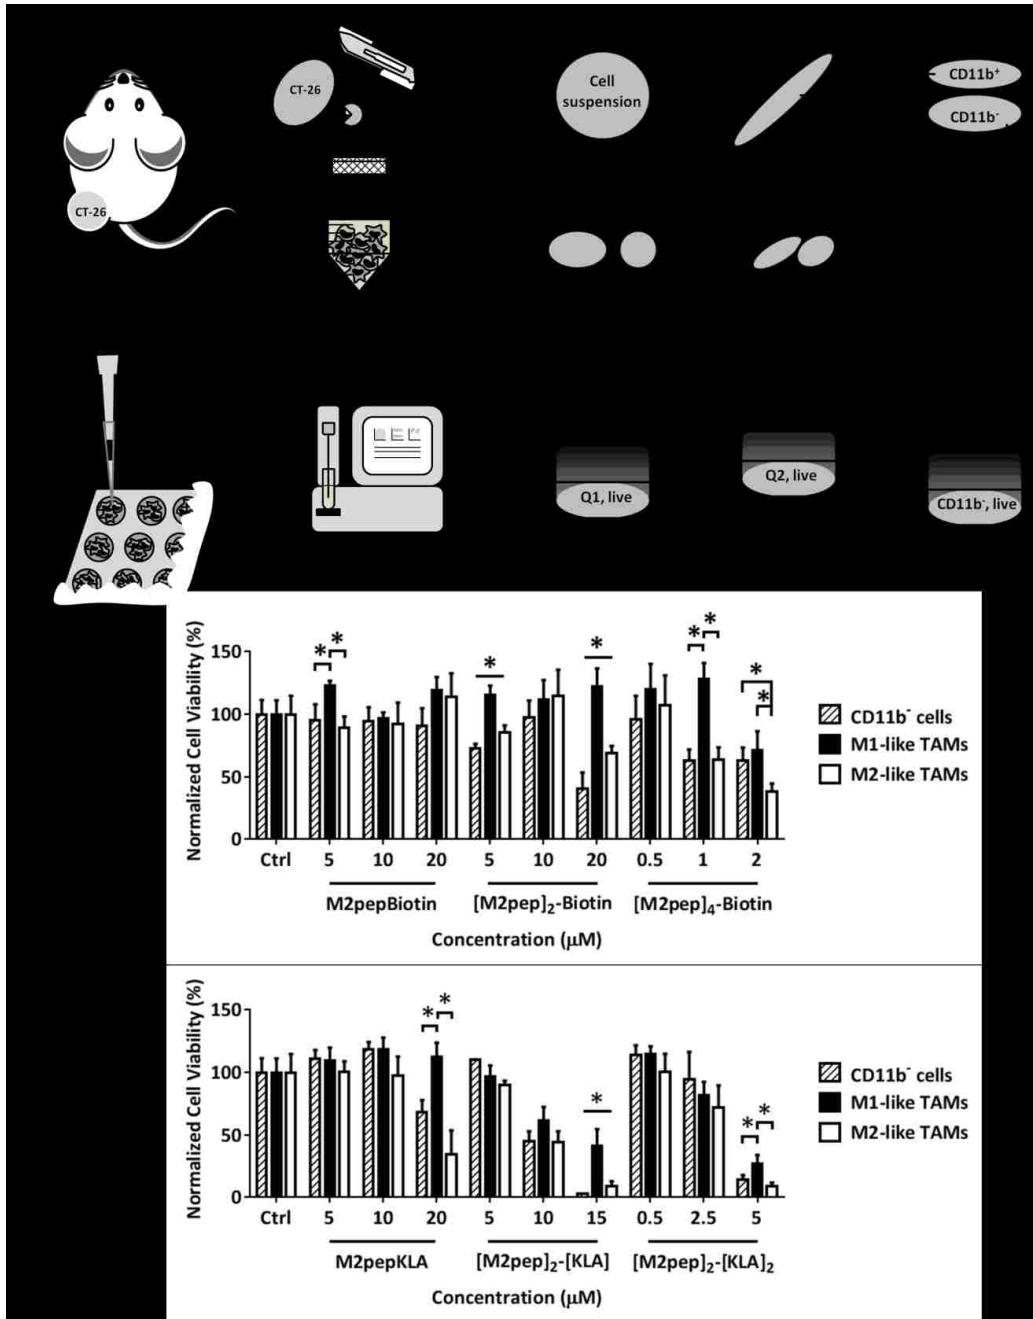 CT-26
Cell
suspension
CD11b⁺
CD11b⁻
CT-26
Q1, live
Q2, live
CD11b⁻, live
Normalized Cell Viability (%)
150
100
50
0
* * * * * * * *
CD11b⁻ cells
M1-like TAMs
M2-like TAMs
Ctrl 5 10 20 5 10 20 0.5 1 2
M2pepBiotin [M2pep]₂-Biotin [M2pep]₄-Biotin
Concentration (µM)
Normalized Cell Viability (%)
150
100
50
0
* * * * *
CD11b⁻ cells
M1-like TAMs
M2-like TAMs
Ctrl 5 10 20 5 10 15 0.5 2.5 5
M2pepKLA [M2pep]₂-[KLA] [M2pep]₂-[KLA]₂
Concentration (µM)